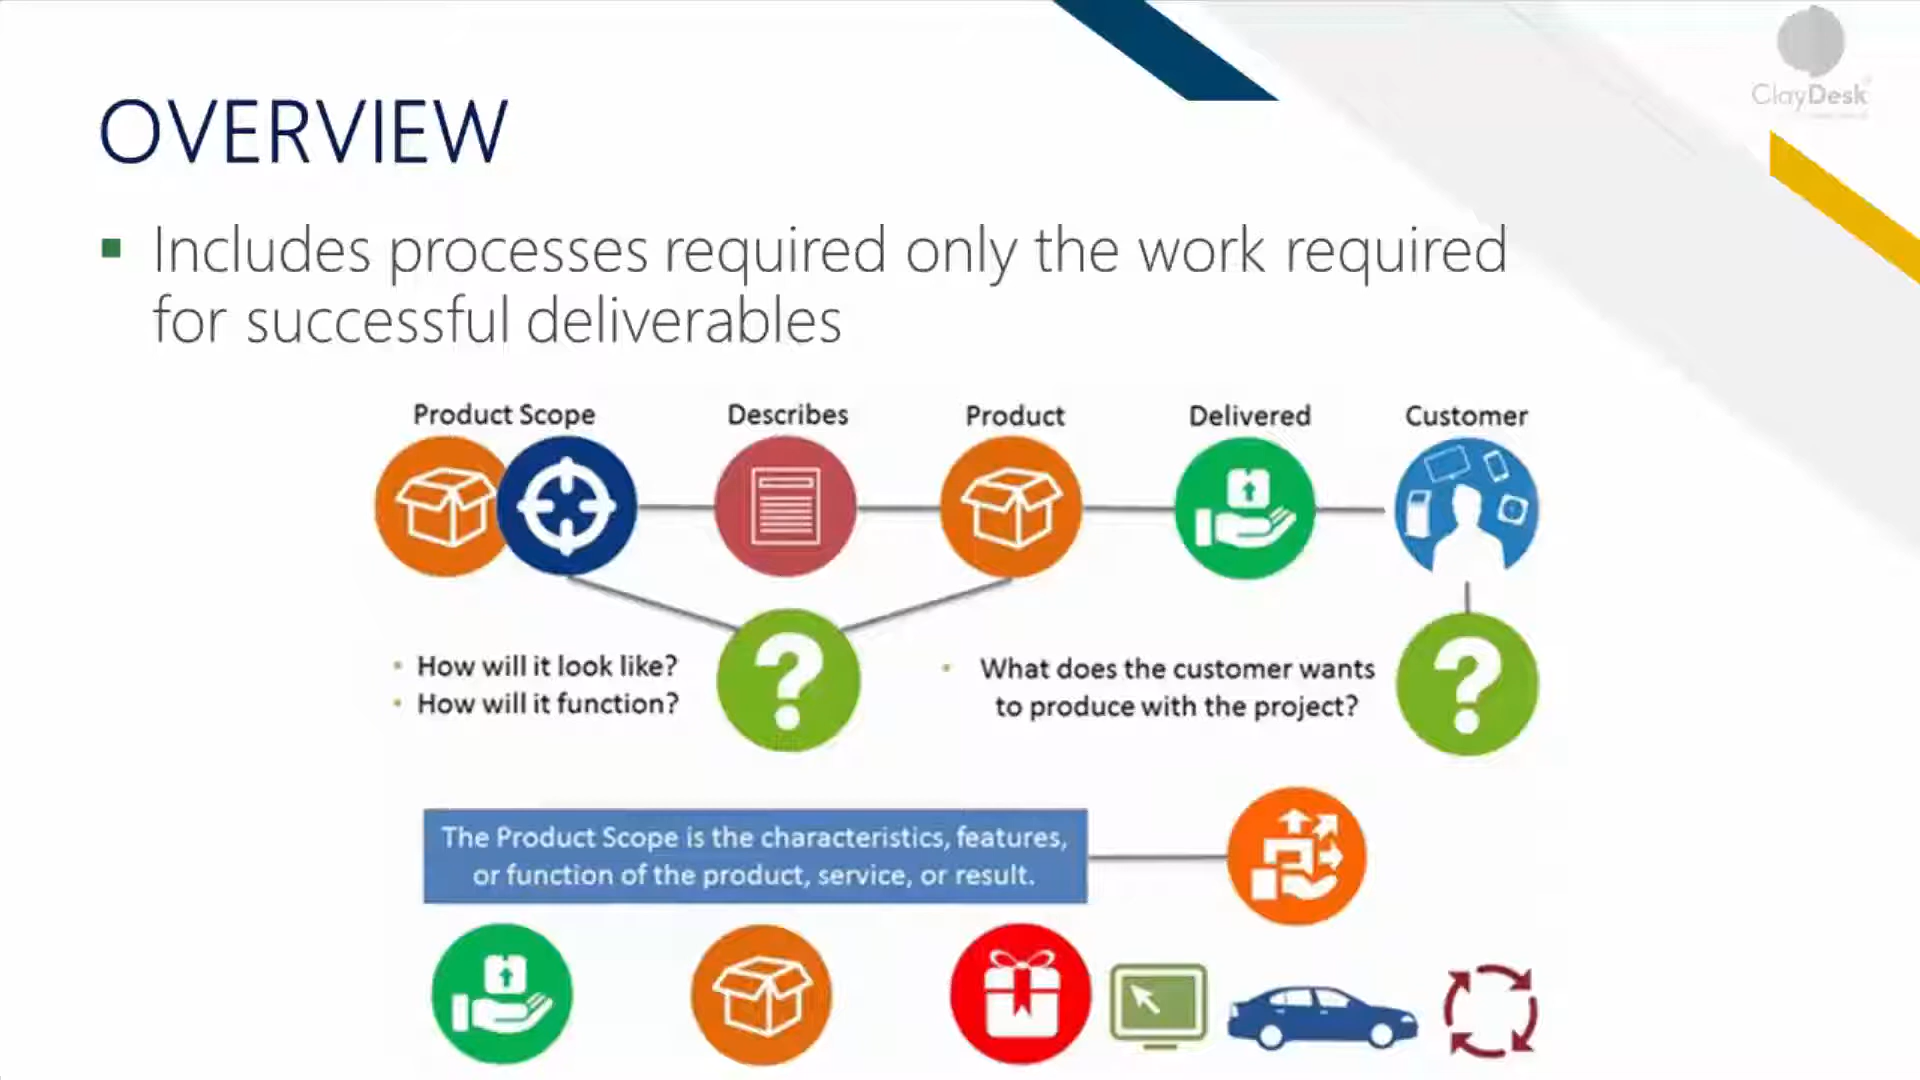 ClayDesk
OVERVIEW
Includes processes required only the work required
for successful deliverables
Product Scope
Describes
Product
Delivered
Customer
How will it look like?
How will it function?
What does the customer wants
to produce with the project?
The Product Scope is the characteristics, features,
or function of the product, service, or result.